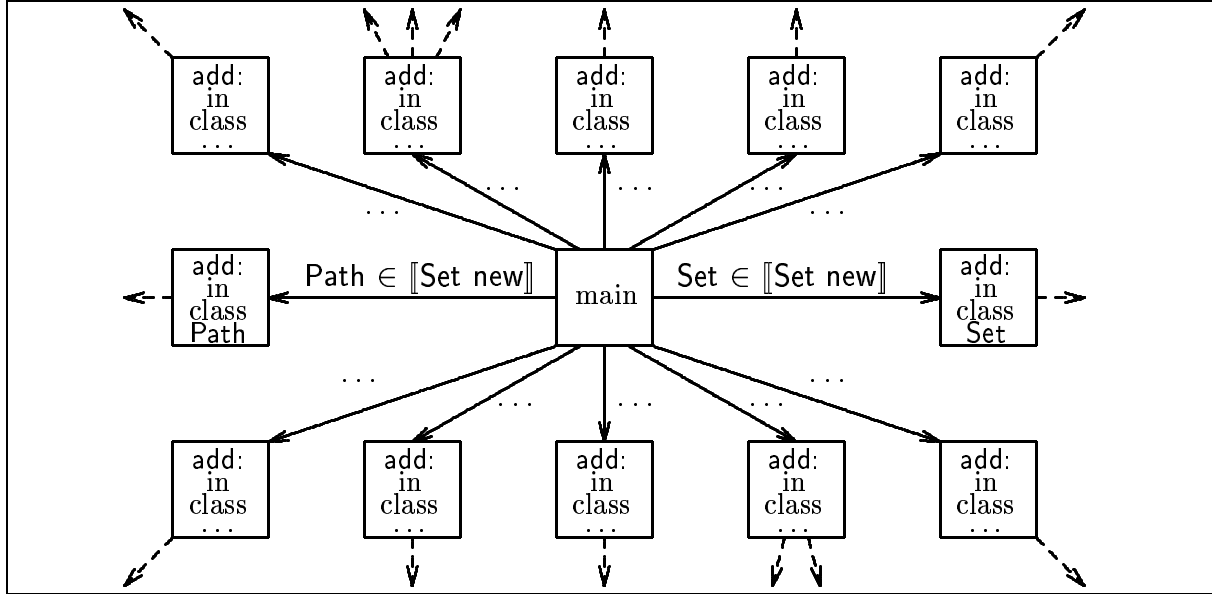 add: add: add: add: add:
in in in in in
class class class class class
. . . . . . . . . . . . . . .
. . . . . . . . .
. . . . . .
add: Path ∈ ⟦Set new⟧ main Set ∈ ⟦Set new⟧ add:
in in
class class
Path Set
. . . . . .
. . . . . . . . .
add: add: add: add: add:
in in in in in
class class class class class
. . . . . . . . . . . . . . .